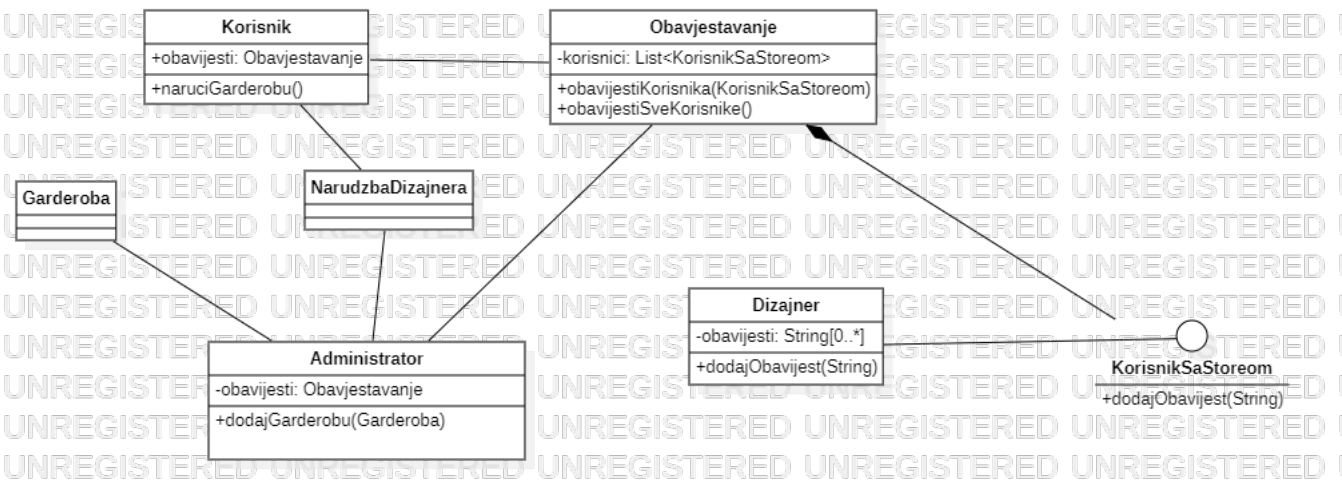 Korisnik
+obavijesti: Obavjestavanje
+naruciGarderobu()
Obavjestavanje
-korisnici: List<KorisnikSaStoreom>
+obavijestiKorisnika(KorisnikSaStoreom)
+obavijestiSveKorisnike()
Garderoba
NarudzbaDizajnera
Administrator
-obavijesti: Obavjestavanje
+dodajGarderobu(Garderoba)
Dizajner
-obavijesti: String[0..*]
+dodajObavijest(String)
KorisnikSaStoreom
+dodajObavijest(String)
UNREGISTERED